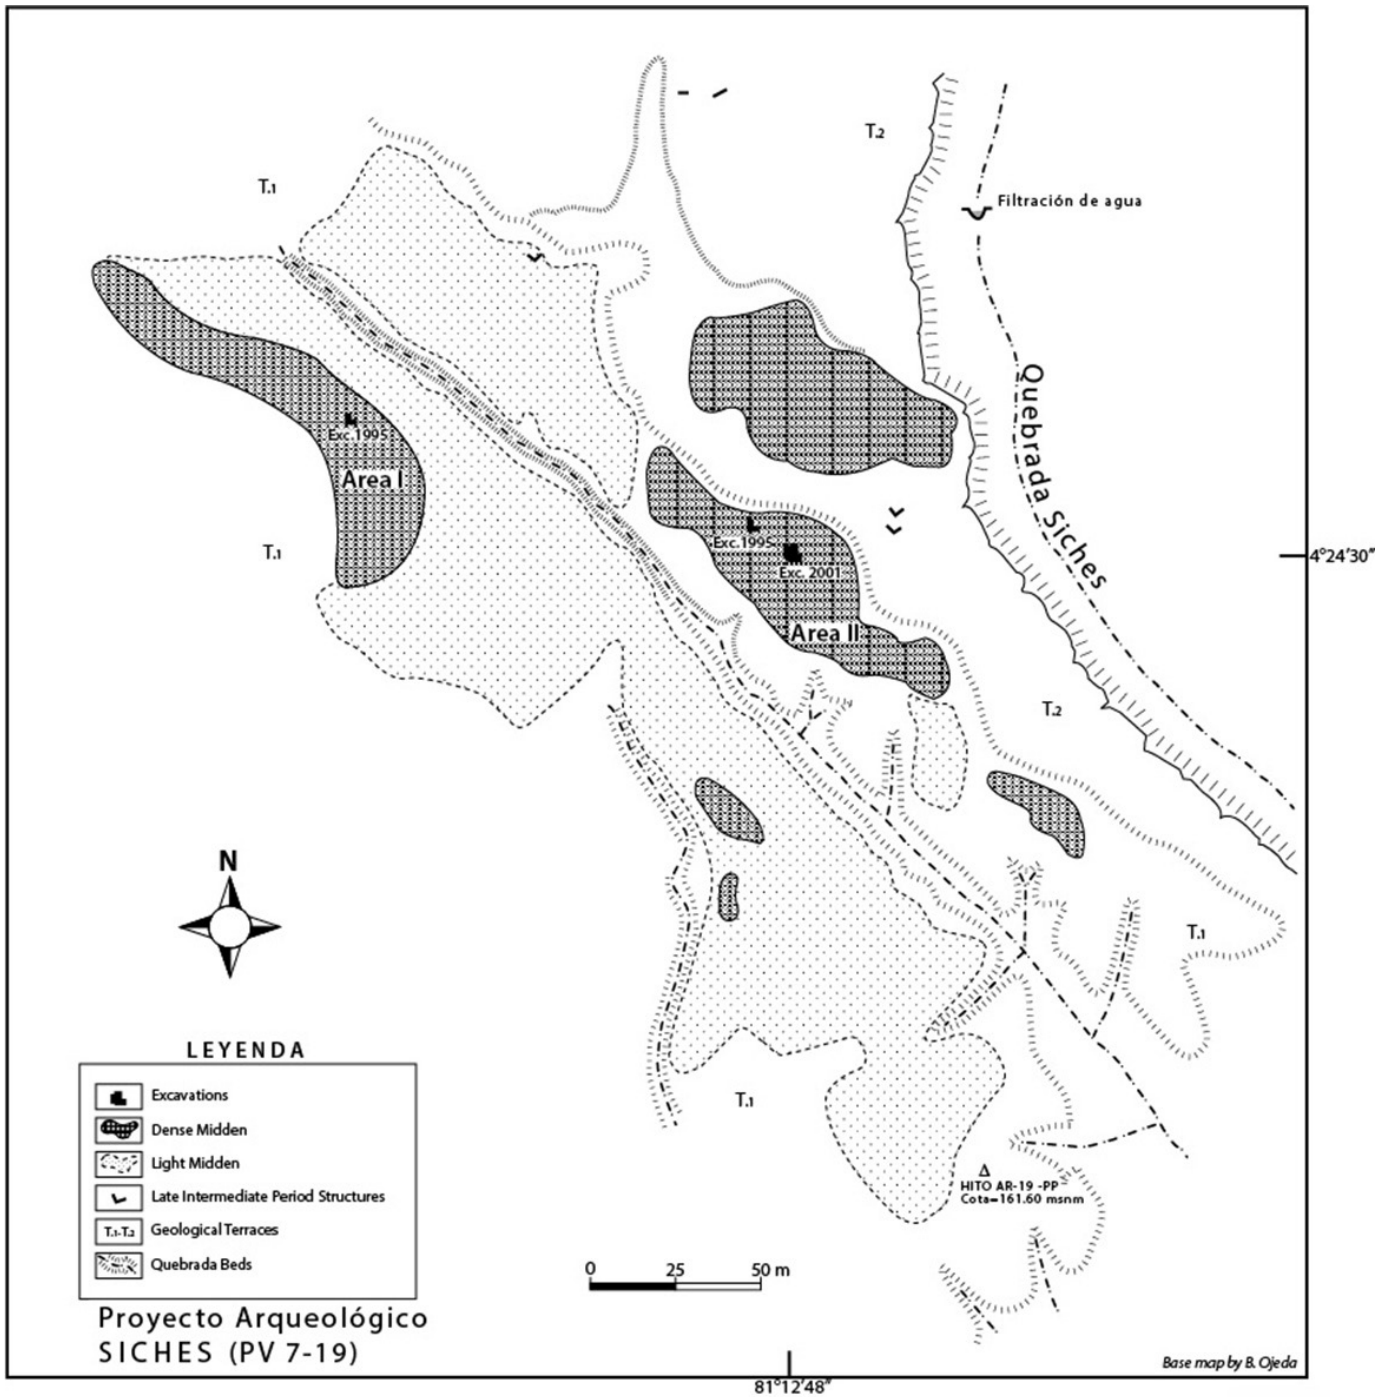 T.2
T.1
Filtración de agua
Quebrada Siches
Exc.1995
Area I
Exc.1995
Exc. 2001
T.1
4°24'30"
Area II
T.2
N
T.1
LEYENDA
T.1
Excavations
Dense Midden
Light Midden
Late Intermediate Period Structures
T.1-T.2 Geological Terraces
Quebrada Beds
HITO AR-19 -PP
Cota=161.60 msnm
0 25 50 m
Proyecto Arqueológico
SICHES (PV 7-19)
Base map by B. Ojeda
81°12'48"